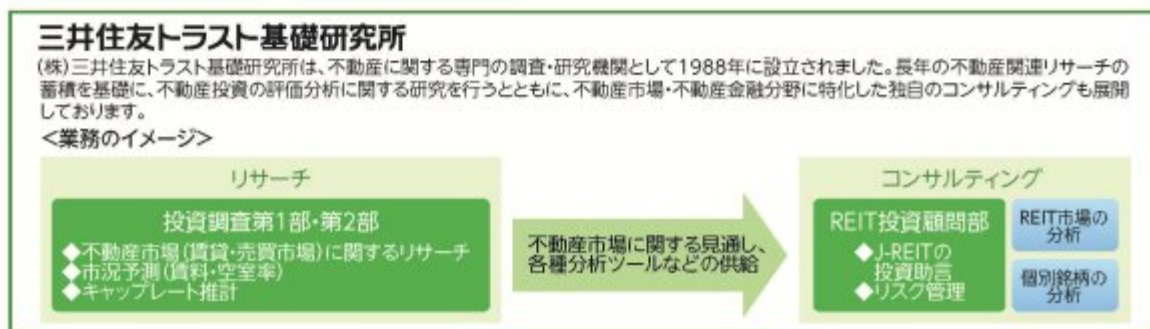 三井住友トラスト基礎研究所
(株)三井住友トラスト基礎研究所は、不動産に関する専門の調査・研究機関として1988年に設立されました。長年の不動産関連リサーチの
蓄積を基礎に、不動産投資の評価分析に関する研究を行うとともに、不動産市場・不動産金融分野に特化した独自のコンサルティングも展開
しております。
<業務のイメージ>
リサーチ
投資調査第1部・第2部
◆不動産市場(賃貸・売買市場)に関するリサーチ
◆市況予測(賃料・空室率)
◆キャップレート推計
不動産市場に関する見通し、
各種分析ツールなどの供給
コンサルティング
REIT投資顧問部
◆J-REITの
投資助言
◆リスク管理
REIT市場の
分析
個別銘柄の
分析